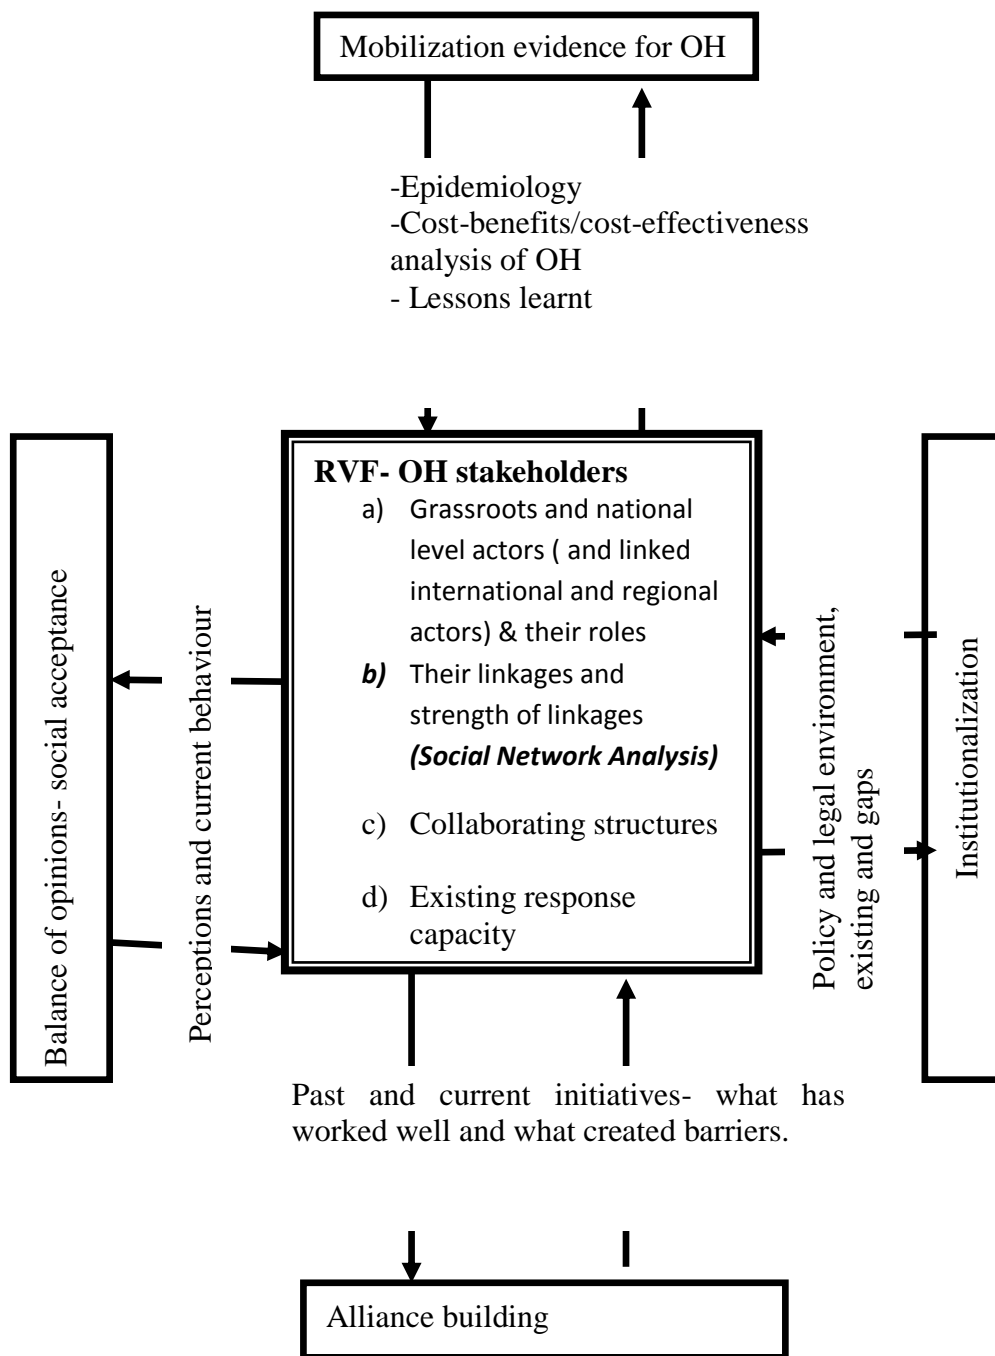 Mobilization evidence for OH
-Epidemiology
-Cost-benefits/cost-effectiveness
analysis of OH
- Lessons learnt
Balance of opinions- social acceptance
Perceptions and current behaviour
RVF- OH stakeholders
a) Grassroots and national
level actors ( and linked
international and regional
actors) & their roles
b) Their linkages and
strength of linkages
(Social Network Analysis)
c) Collaborating structures
d) Existing response
capacity
Policy and legal environment,
existing and gaps
Institutionalization
Past and current initiatives- what has
worked well and what created barriers.
Alliance building